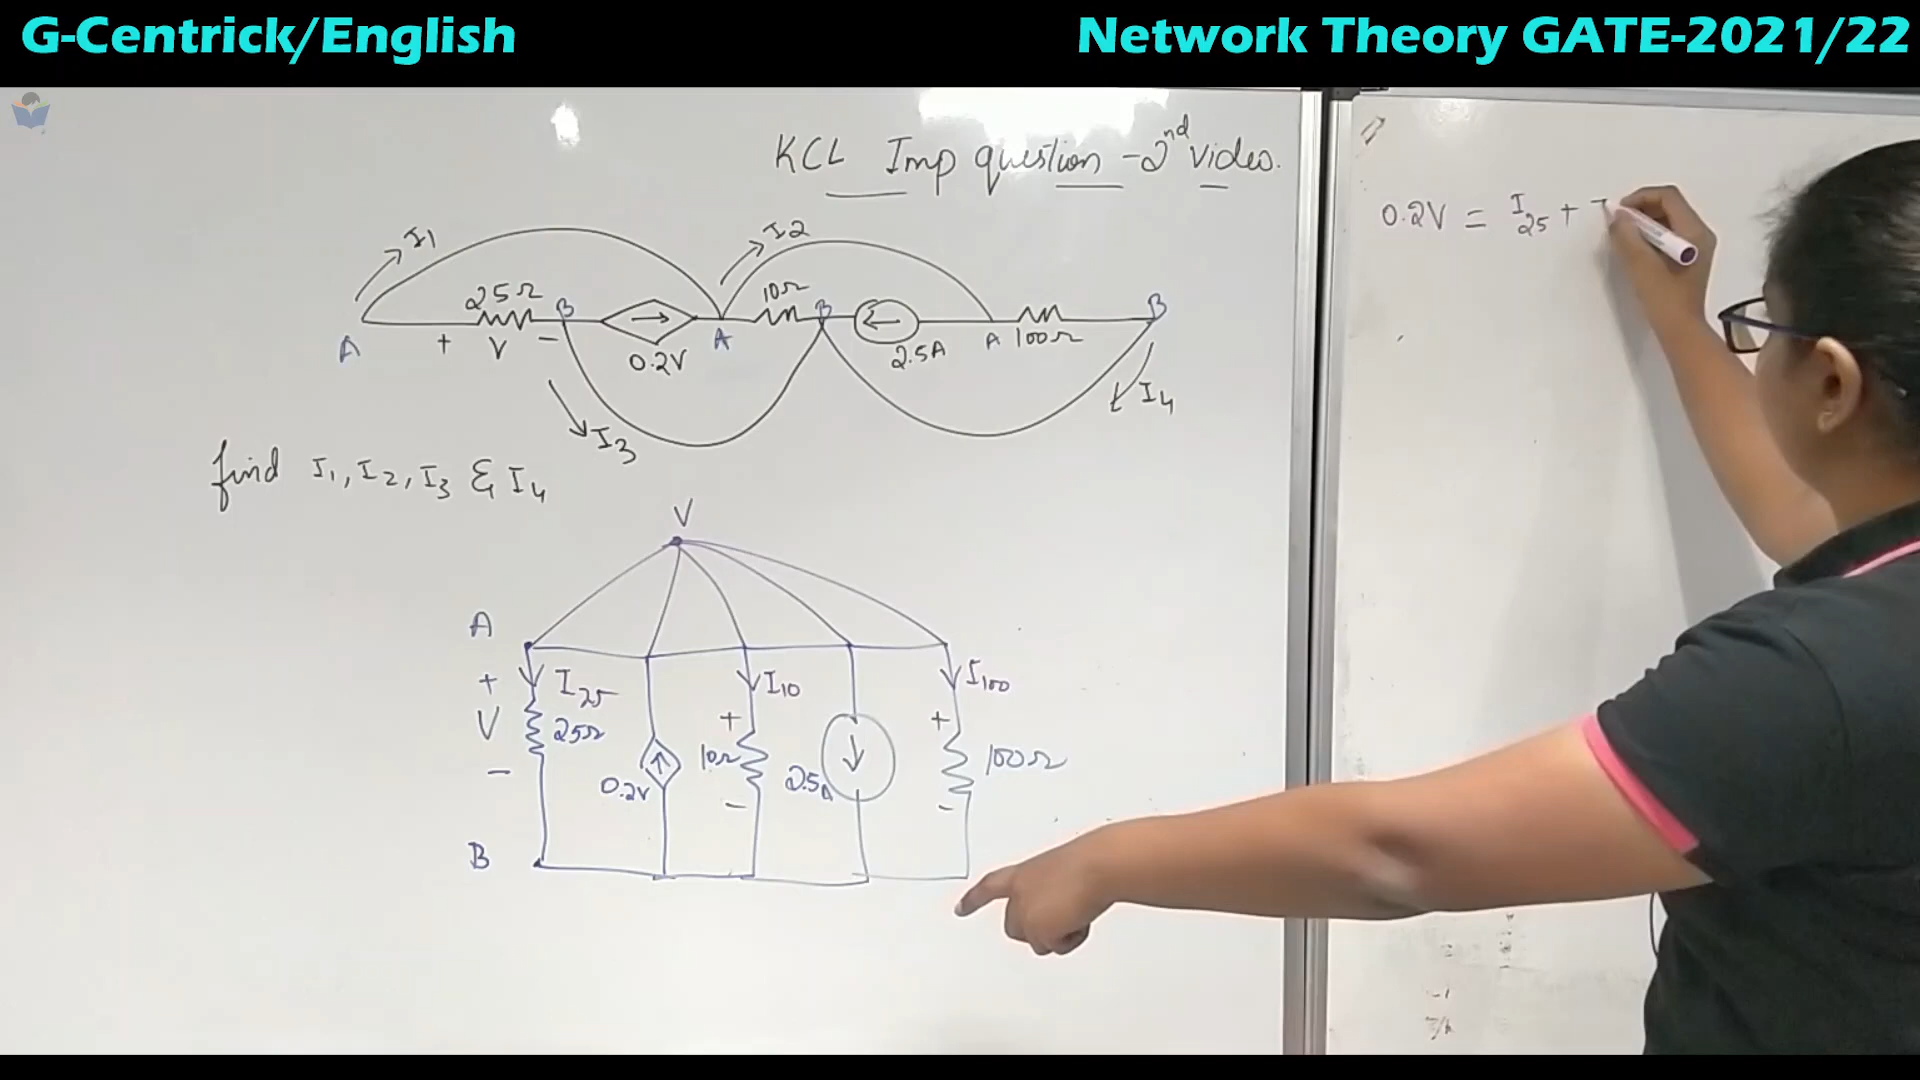 G-Centrick/English
Network Theory GATE-2021/22
KCL Imp question - 2nd video.
0.2V = I25 +
I1
I2
25Ω
B
10Ω
B
B
A
+ V -
0.2V
A
2.5A
A
100Ω
I4
I3
find I1, I2, I3 & I4
V
A
+
V
-
B
I25
25Ω
0.2V
I10
+
10Ω
-
2.5A
I100
+
100Ω
-